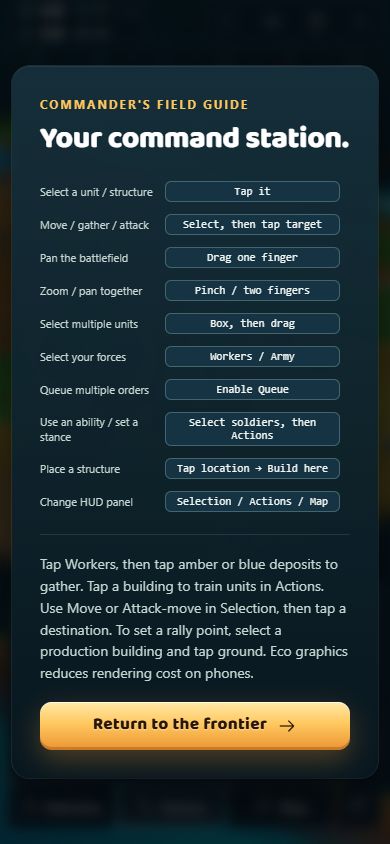 COMMANDER'S FIELD GUIDE
Your command station.
Select a unit / structure Tap it
Move / gather / attack Select, then tap target
Pan the battlefield Drag one finger
Zoom / pan together Pinch / two fingers
Select multiple units Box, then drag
Select your forces Workers / Army
Queue multiple orders Enable Queue
Use an ability / set a stance Select soldiers, then Actions
Place a structure Tap location → Build here
Change HUD panel Selection / Actions / Map
Tap Workers, then tap amber or blue deposits to
gather. Tap a building to train units in Actions.
Use Move or Attack-move in Selection, then tap a
destination. To set a rally point, select a
production building and tap ground. Eco graphics
reduces rendering cost on phones.
Return to the frontier →